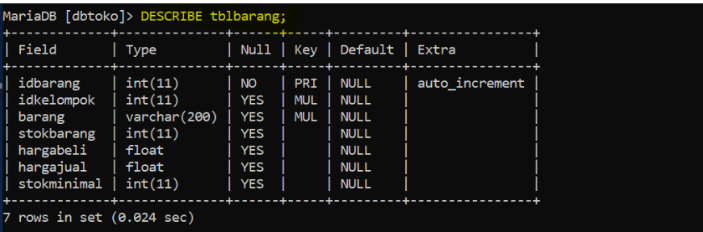 MariaDB [dbtoko]> DESCRIBE tblbarang;
+-------------+--------------+------+-----+---------+----------------+
| Field       | Type         | Null | Key | Default | Extra          |
+-------------+--------------+------+-----+---------+----------------+
| idbarang    | int(11)      | NO   | PRI | NULL    | auto_increment |
| idkelompok  | int(11)      | YES  | MUL | NULL    |                |
| barang      | varchar(200) | YES  | MUL | NULL    |                |
| stokbarang  | int(11)      | YES  |     | NULL    |                |
| hargabeli   | float        | YES  |     | NULL    |                |
| hargajual   | float        | YES  |     | NULL    |                |
| stokminimal | int(11)      | YES  |     | NULL    |                |
+-------------+--------------+------+-----+---------+----------------+
7 rows in set (0.024 sec)